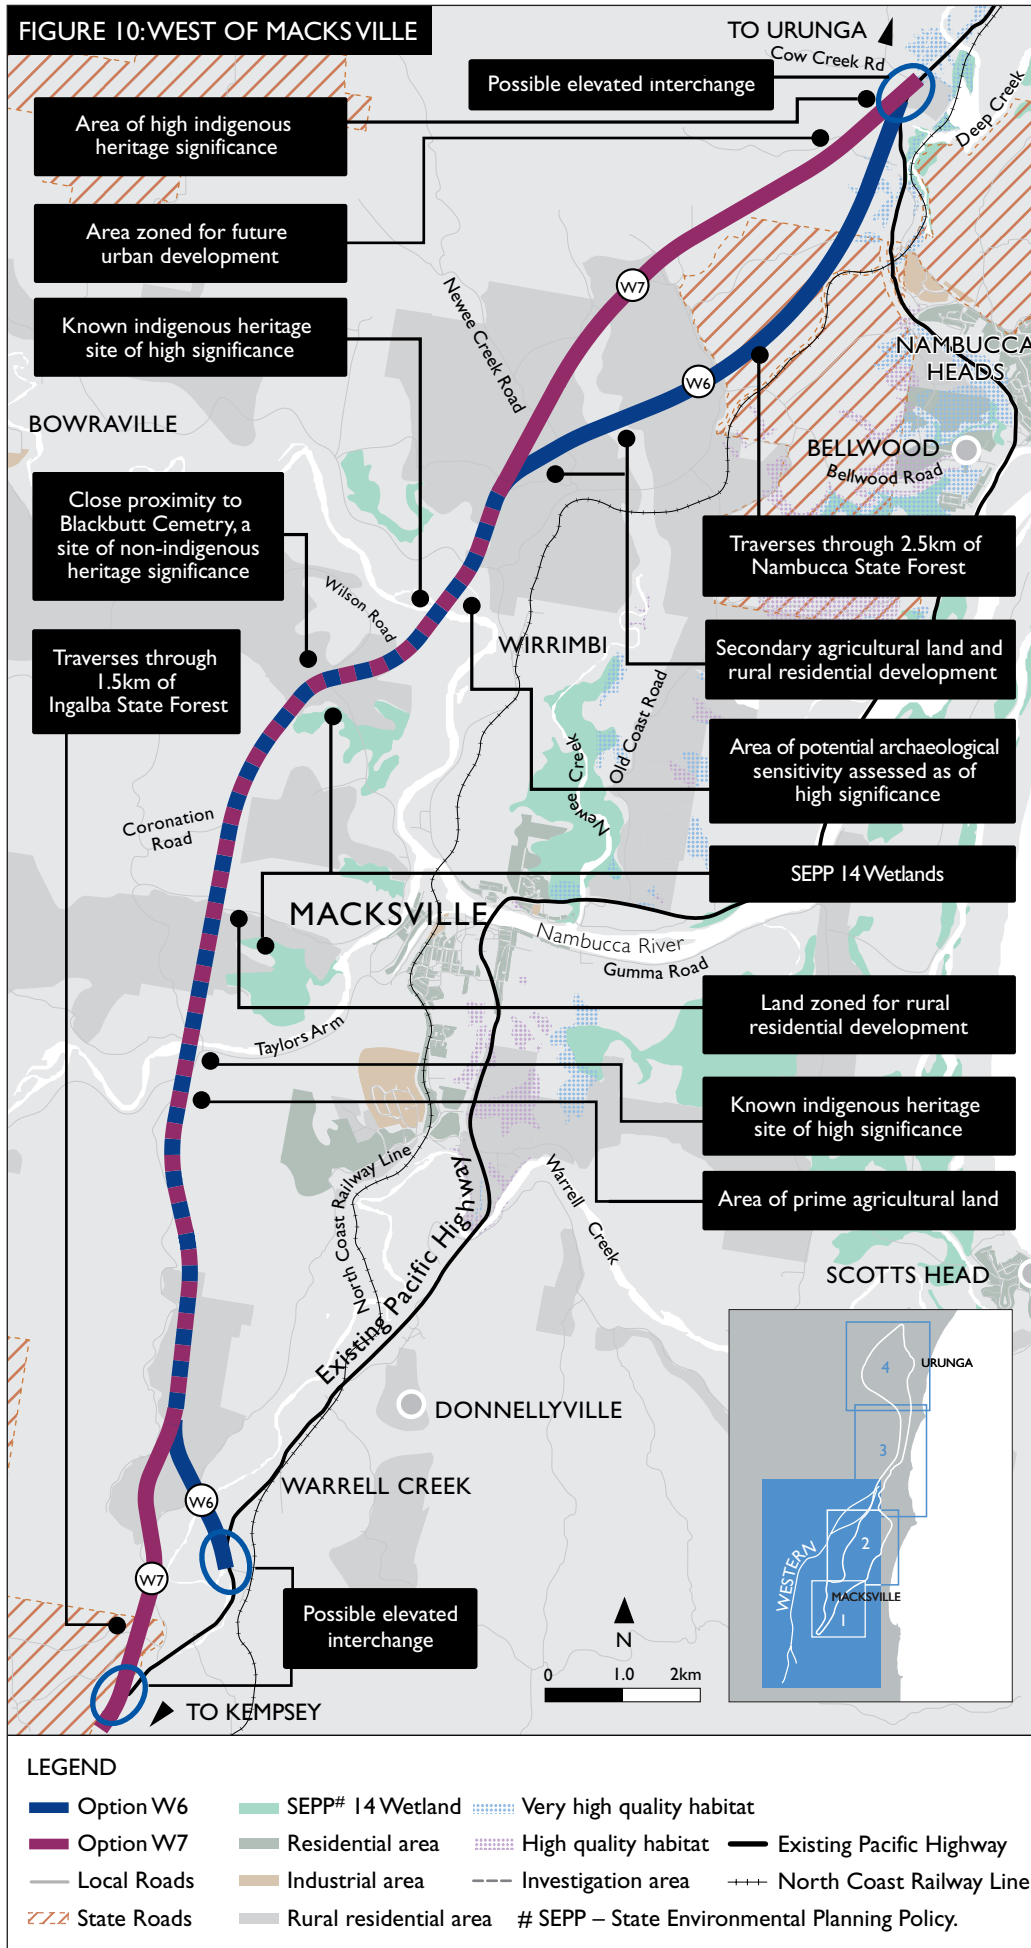 FIGURE 10: WEST OF MACKSVILLE
TO URUNGA
Cow Creek Rd
Possible elevated interchange
Deep Creek
Area of high indigenous
heritage significance
Area zoned for future
urban development
Known indigenous heritage
site of high significance
Newee Creek Road
W7
W6
NAMBUCCA
HEADS
BOWRAVILLE
BELLWOOD
Bellwood Road
Close proximity to
Blackbutt Cemetry, a
site of non-indigenous
heritage significance
Traverses through 2.5km of
Nambucca State Forest
Wilson Road
WIRRIMBI
Traverses through
1.5km of
Ingalba State Forest
Secondary agricultural land and
rural residential development
Old Coast Road
Newee Creek
Area of potential archaeological
sensitivity assessed as of
high significance
Coronation
Road
SEPP 14 Wetlands
MACKSVILLE
Nambucca River
Gumma Road
Land zoned for rural
residential development
Taylors Arm
Known indigenous heritage
site of high significance
North Coast Railway Line
Existing Pacific Highway
Warrell Creek
Area of prime agricultural land
SCOTTS HEAD
DONNELLYVILLE
WARRELL CREEK
W6
W7
Possible elevated
interchange
TO KEMPSEY
N
0 1.0 2km
4
URUNGA
3
2
WESTERN
MACKSVILLE
1
LEGEND
Option W6
SEPP# 14 Wetland
Very high quality habitat
Option W7
Residential area
High quality habitat
Existing Pacific Highway
Local Roads
Industrial area
Investigation area
North Coast Railway Line
State Roads
Rural residential area
# SEPP – State Environmental Planning Policy.